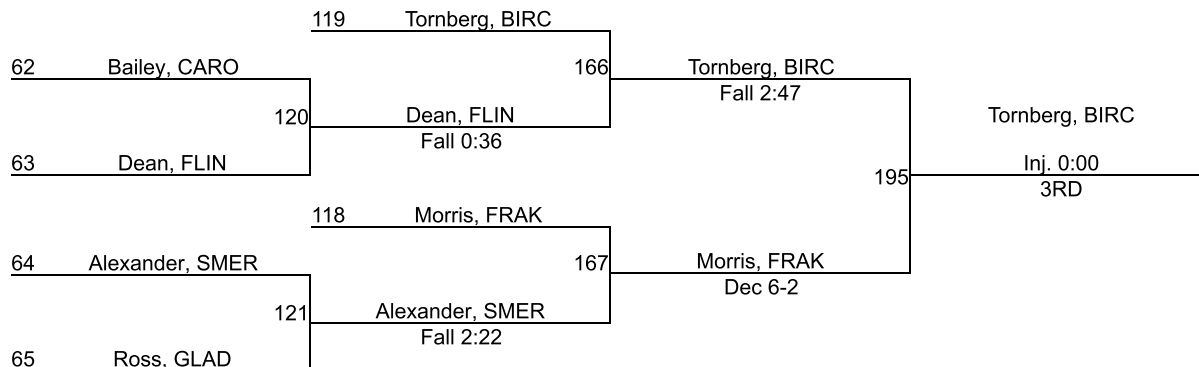 119 Tornberg, BIRC
62 Bailey, CARO
166 Tornberg, BIRC
Fall 2:47
120 Dean, FLIN
Fall 0:36
Tornberg, BIRC
63 Dean, FLIN
195 Inj. 0:00
3RD
118 Morris, FRAK
64 Alexander, SMER
167 Morris, FRAK
Dec 6-2
121 Alexander, SMER
Fall 2:22
65 Ross, GLAD